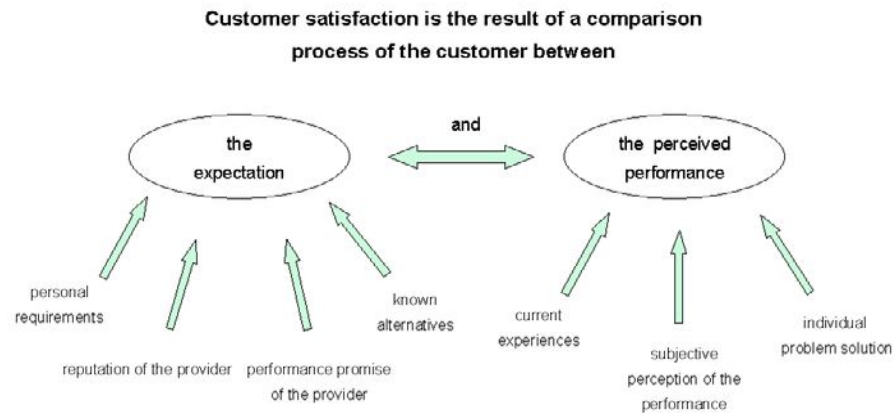 Customer satisfaction is the result of a comparison
process of the customer between
the
expectation
and
the perceived
performance
personal
requirements
reputation of the provider
performance promise
of the provider
known
alternatives
current
experiences
subjective
perception of the
performance
individual
problem solution